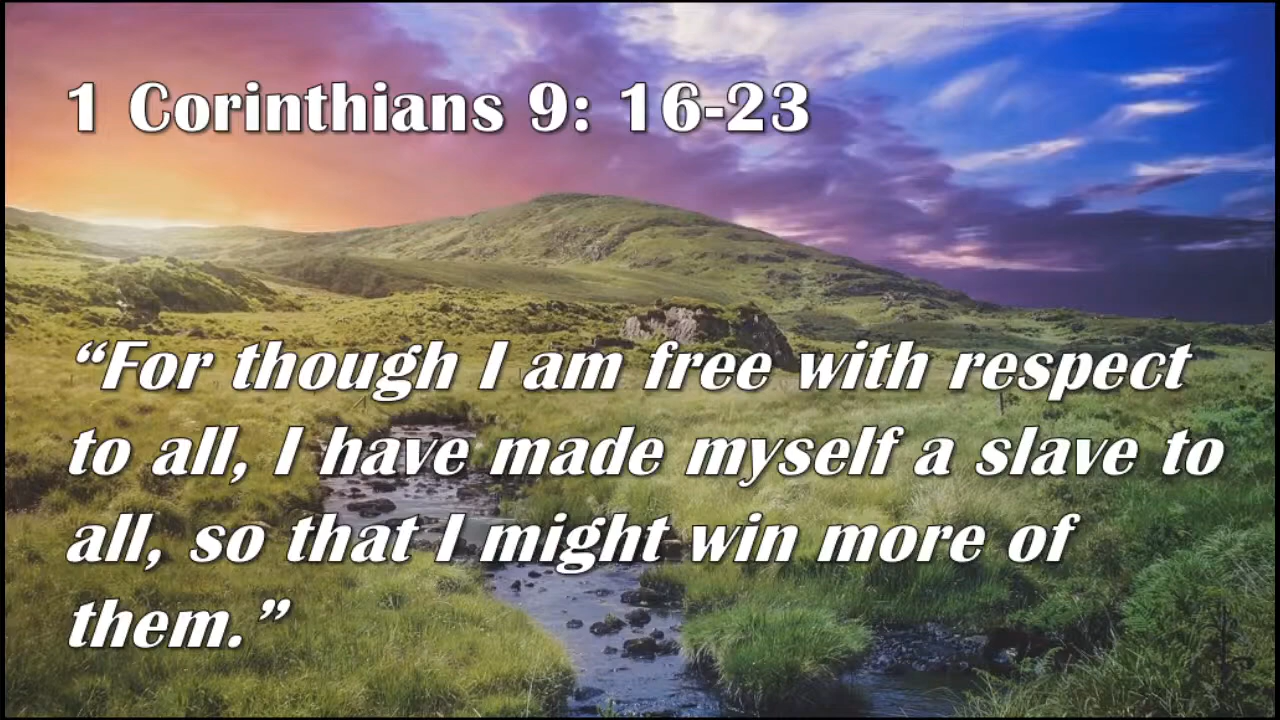 1 Corinthians 9: 16-23
“For though I am free with respect
to all, I have made myself a slave to
all, so that I might win more of
them.”